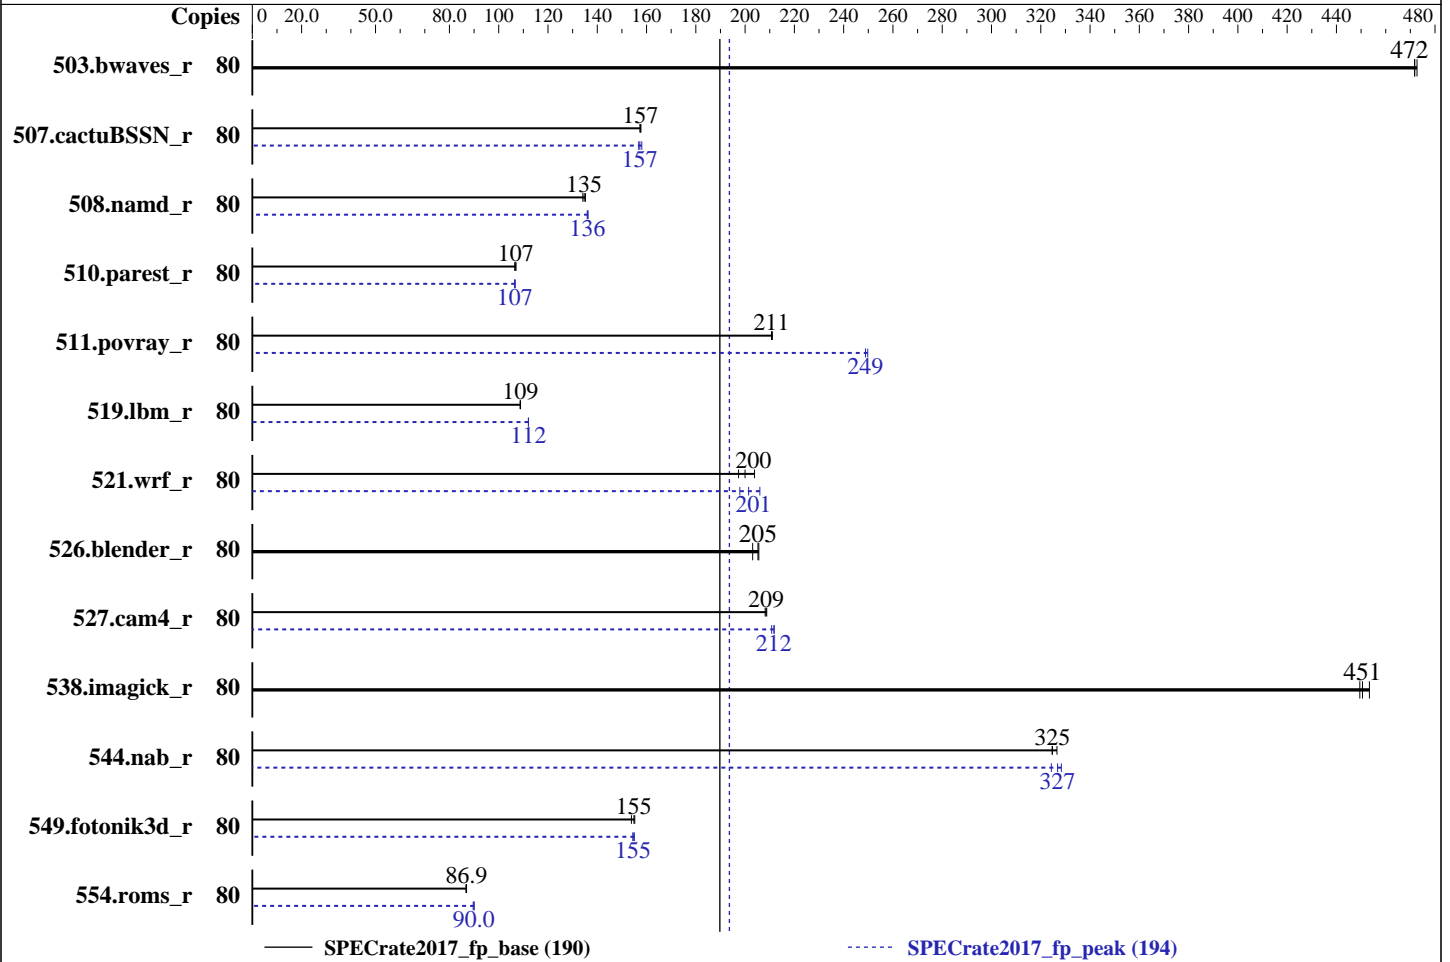 Copies 0 20.0 50.0 80.0 100 120 140 160 180 200 220 240 260 280 300 320 340 360 380 400 420 440 480
503.bwaves_r 80 472
507.cactuBSSN_r 80 157
157
508.namd_r 80 135
136
510.parest_r 80 107
107
511.povray_r 80 211
249
519.lbm_r 80 109
112
521.wrf_r 80 200
201
526.blender_r 80 205
527.cam4_r 80 209
212
538.imagick_r 80 451
544.nab_r 80 325
327
549.fotonik3d_r 80 155
155
554.roms_r 80 86.9
90.0
SPECrate2017_fp_base (190) SPECrate2017_fp_peak (194)